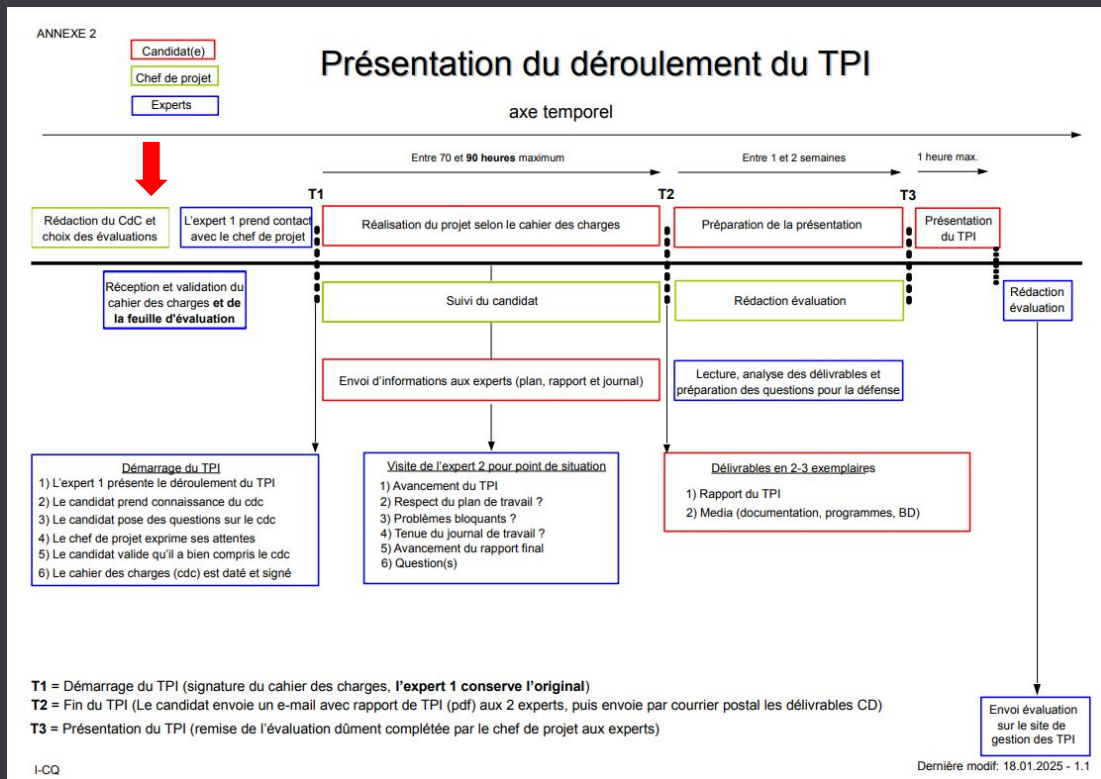 ANNEXE 2
Candidat(e)
Chef de projet
Experts
Présentation du déroulement du TPI
axe temporel
Entre 70 et 90 heures maximum
Entre 1 et 2 semaines
1 heure max.
T1
T2
T3
Rédaction du CdC et
choix des évaluations
L'expert 1 prend contact
avec le chef de projet
Réalisation du projet selon le cahier des charges
Préparation de la présentation
Présentation
du TPI
Réception et validation du
cahier des charges et de
la feuille d'évaluation
Suivi du candidat
Rédaction évaluation
Rédaction
évaluation
Envoi d'informations aux experts (plan, rapport et journal)
Lecture, analyse des délivrables et
préparation des questions pour la défense
Démarrage du TPI
1) L'expert 1 présente le déroulement du TPI
2) Le candidat prend connaissance du cdc
3) Le candidat pose des questions sur le cdc
4) Le chef de projet exprime ses attentes
5) Le candidat valide qu'il a bien compris le cdc
6) Le cahier des charges (cdc) est daté et signé
Visite de l'expert 2 pour point de situation
1) Avancement du TPI
2) Respect du plan de travail ?
3) Problèmes bloquants ?
4) Tenue du journal de travail ?
5) Avancement du rapport final
6) Question(s)
Délivrables en 2-3 exemplaires
1) Rapport du TPI
2) Media (documentation, programmes, BD)
T1 = Démarrage du TPI (signature du cahier des charges, l'expert 1 conserve l'original)
T2 = Fin du TPI (Le candidat envoie un e-mail avec rapport de TPI (pdf) aux 2 experts, puis envoie par courrier postal les délivrables CD)
T3 = Présentation du TPI (remise de l'évaluation dûment complétée par le chef de projet aux experts)
Envoi évaluation
sur le site de
gestion des TPI
I-CQ
Dernière modif: 18.01.2025 - 1.1